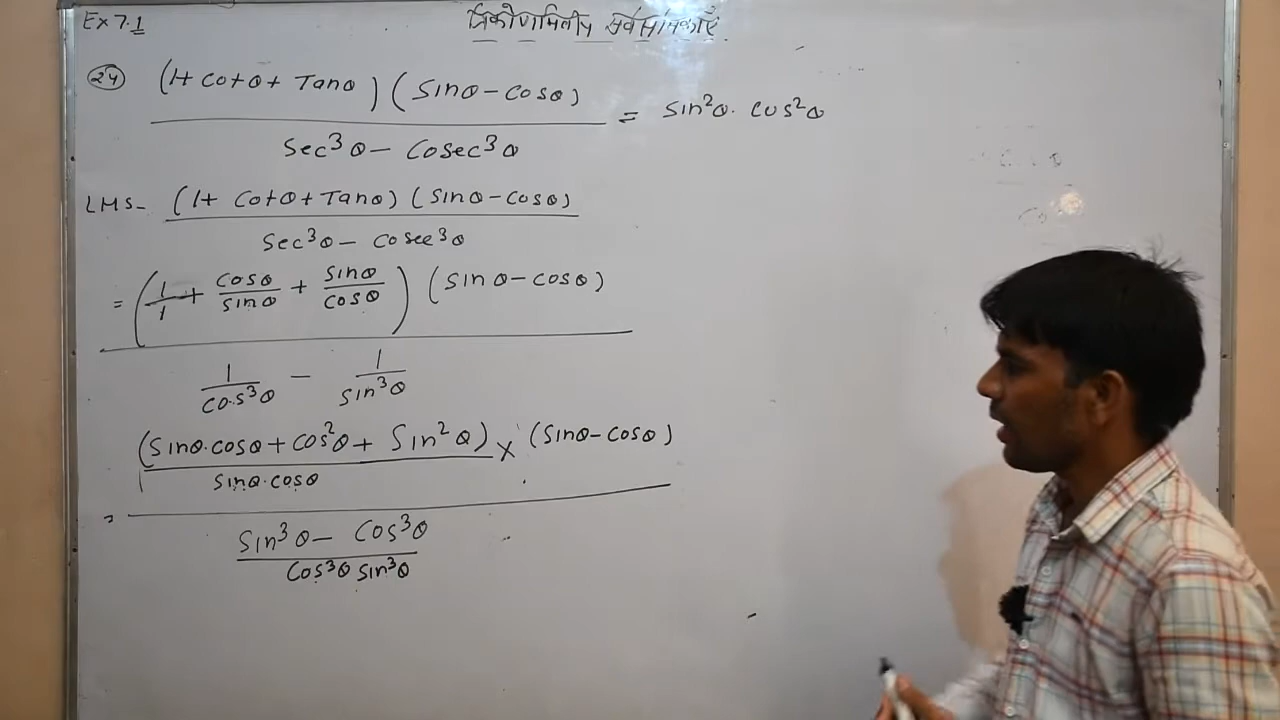 Ex 7.1 त्रिकोणमितीय सर्वसमिकाएँ
24 (1+ Cotθ + Tanθ) (Sinθ - Cosθ)
Sec³θ - Cosec³θ
= Sin²θ. Cos²θ
LHS- (1+ Cotθ + Tanθ) (Sinθ - Cosθ)
Sec³θ - Cosec³θ
= (1/1 + Cosθ/Sinθ + Sinθ/Cosθ) (Sinθ - Cosθ)
1/Cos³θ - 1/Sin³θ
= (Sinθ.Cosθ + Cos²θ + Sin²θ) × (Sinθ - Cosθ)
Sinθ.Cosθ
Sin³θ - Cos³θ
Cos³θ Sin³θ